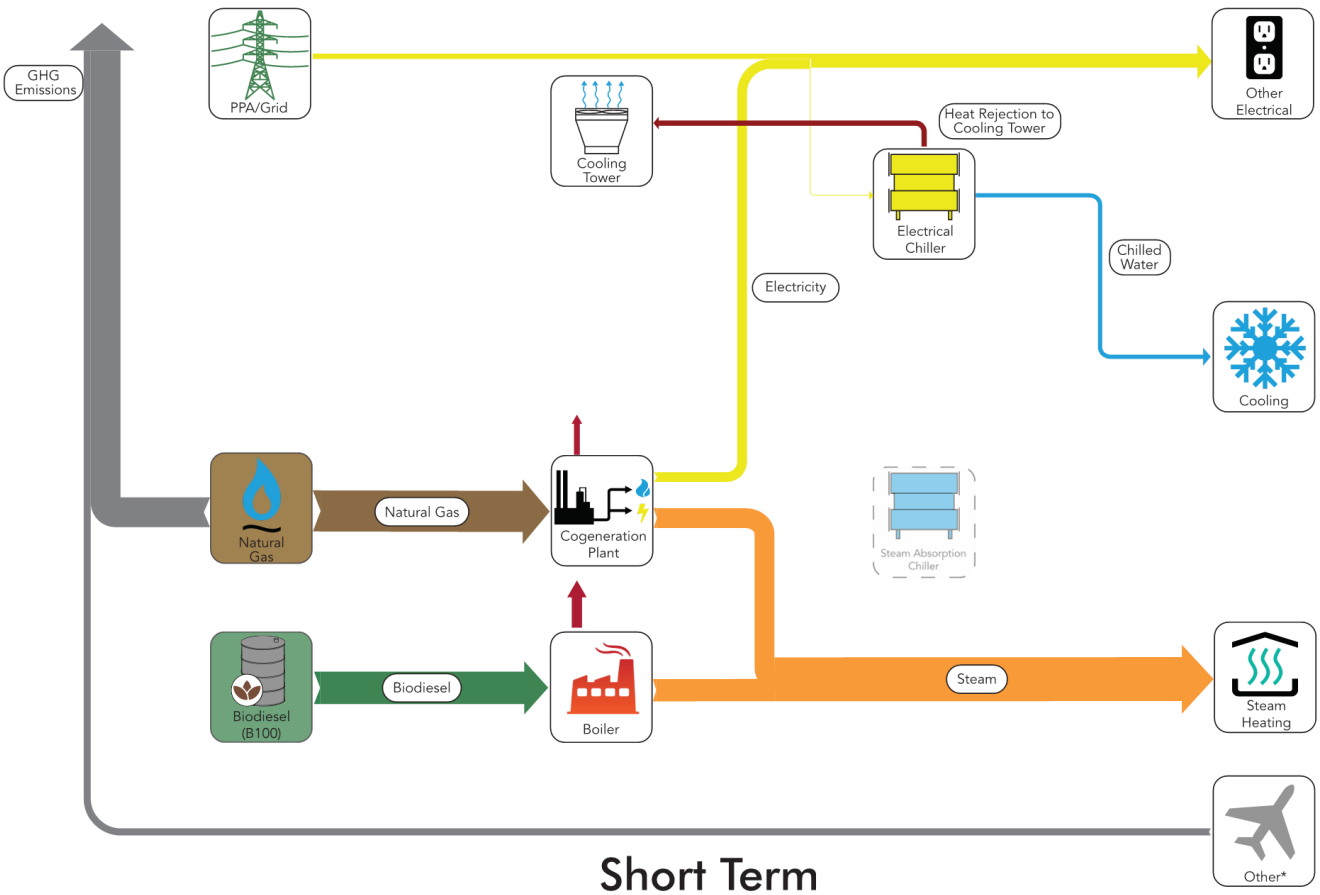 GHG
Emissions
PPA/Grid
Other
Electrical
Heat Rejection to
Cooling Tower
Cooling
Tower
Electrical
Chiller
Chilled
Water
Electricity
Cooling
Natural
Gas
Natural Gas
Cogeneration
Plant
Steam Absorption
Chiller
Biodiesel
(B100)
Biodiesel
Boiler
Steam
Steam
Heating
Other*
Short Term